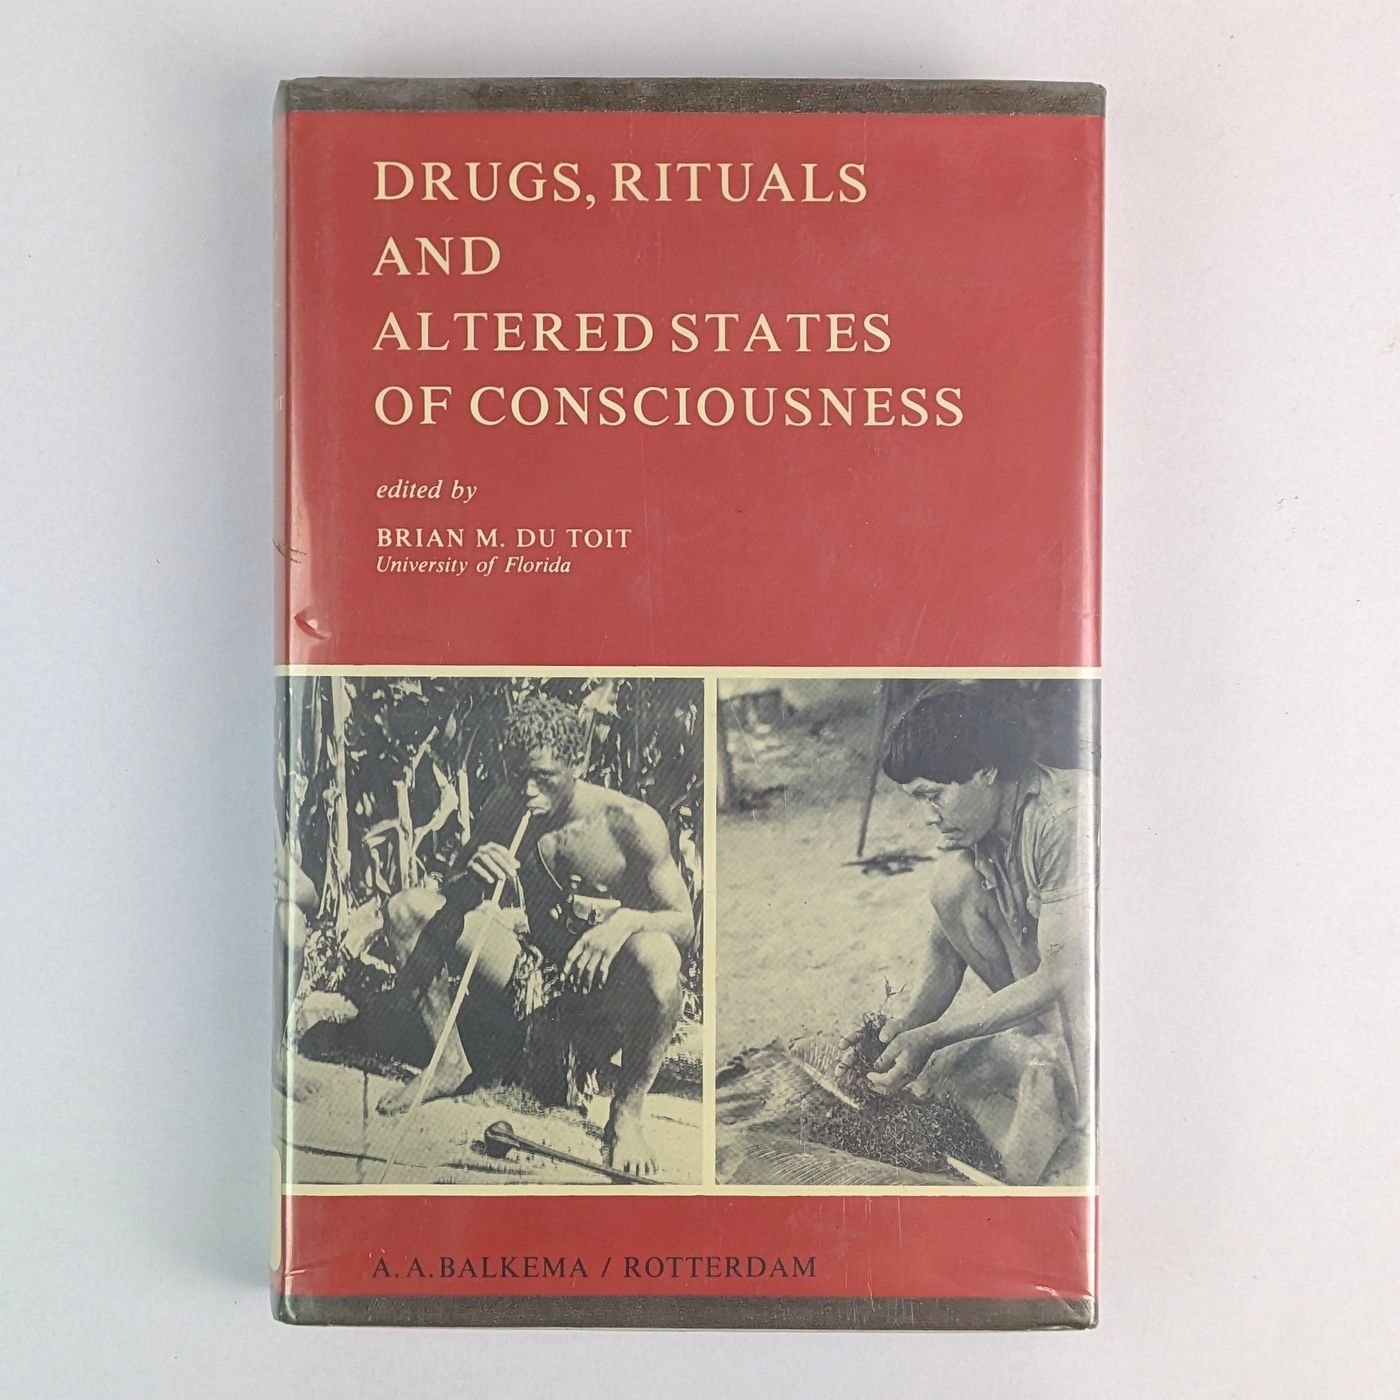 DRUGS, RITUALS
AND
ALTERED STATES
OF CONSCIOUSNESS
edited by
BRIAN M. DU TOIT
University of Florida
A. A. BALKEMA / ROTTERDAM